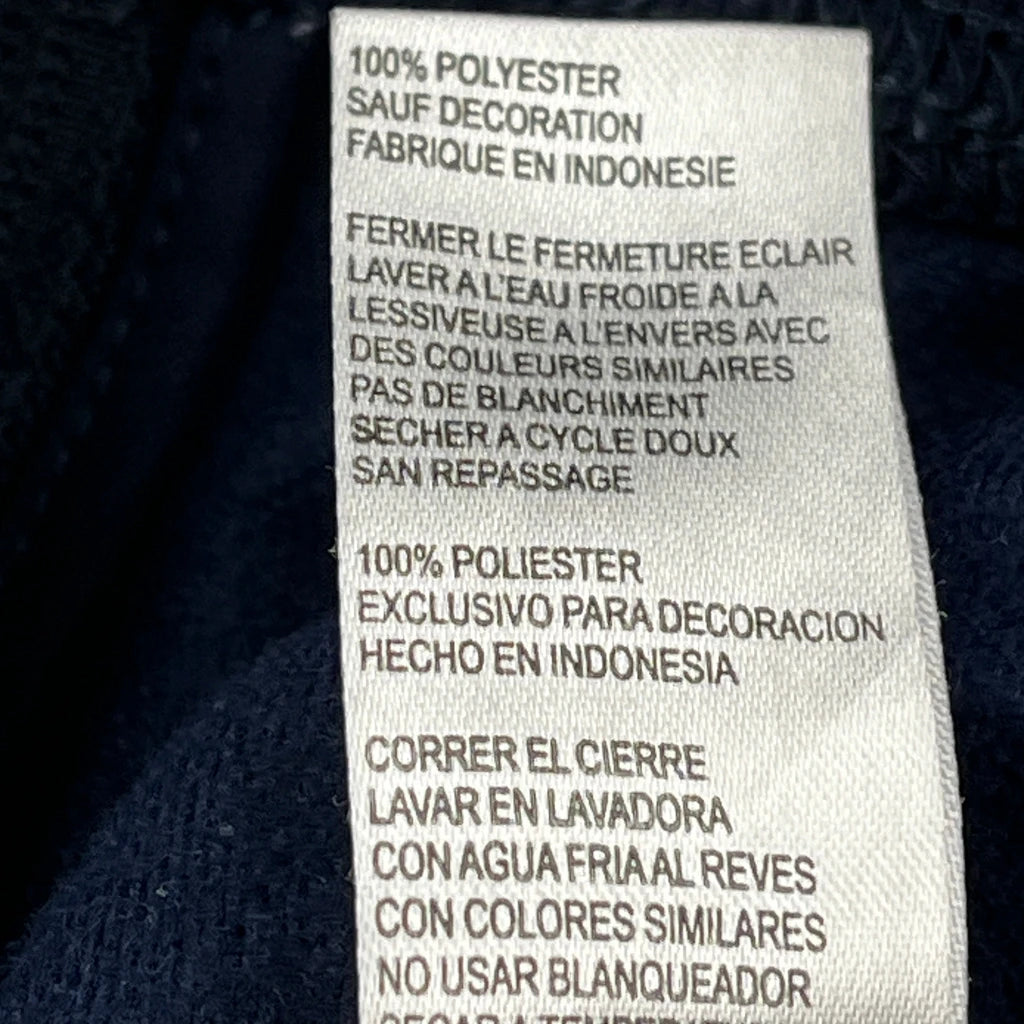 100% POLYESTER
SAUF DECORATION
FABRIQUE EN INDONESIE
FERMER LE FERMETURE ECLAIR
LAVER A L'EAU FROIDE A LA
LESSIVEUSE A L'ENVERS AVEC
DES COULEURS SIMILAIRES
PAS DE BLANCHIMENT
SECHER A CYCLE DOUX
SAN REPASSAGE
100% POLIESTER
EXCLUSIVO PARA DECORACION
HECHO EN INDONESIA
CORRER EL CIERRE
LAVAR EN LAVADORA
CON AGUA FRIA AL REVES
CON COLORES SIMILARES
NO USAR BLANQUEADOR